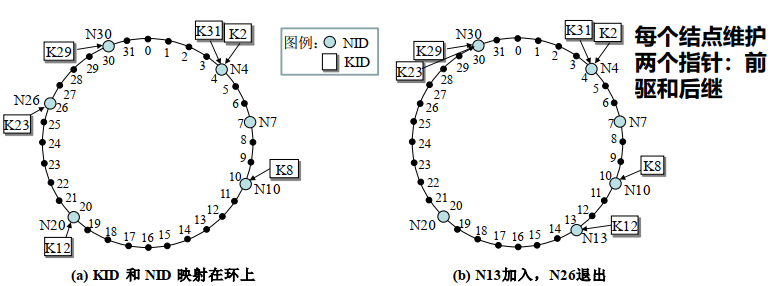 N30
K29
K31
K2
N4
N26
K23
N7
K8
N10
N20
K12
0
1
2
3
4
5
6
7
8
9
10
11
12
13
14
15
16
17
18
19
20
21
22
23
24
25
26
27
28
29
30
31
(a) KID 和 NID 映射在环上
图例：
NID
KID
N30
K29
K23
K31
K2
N4
N7
K8
N10
K12
N13
N20
0
1
2
3
4
5
6
7
8
9
10
11
12
13
14
15
16
17
18
19
20
21
22
23
24
25
26
27
28
29
30
31
(b) N13加入，N26退出
每个结点维护
两个指针：前
驱和后继